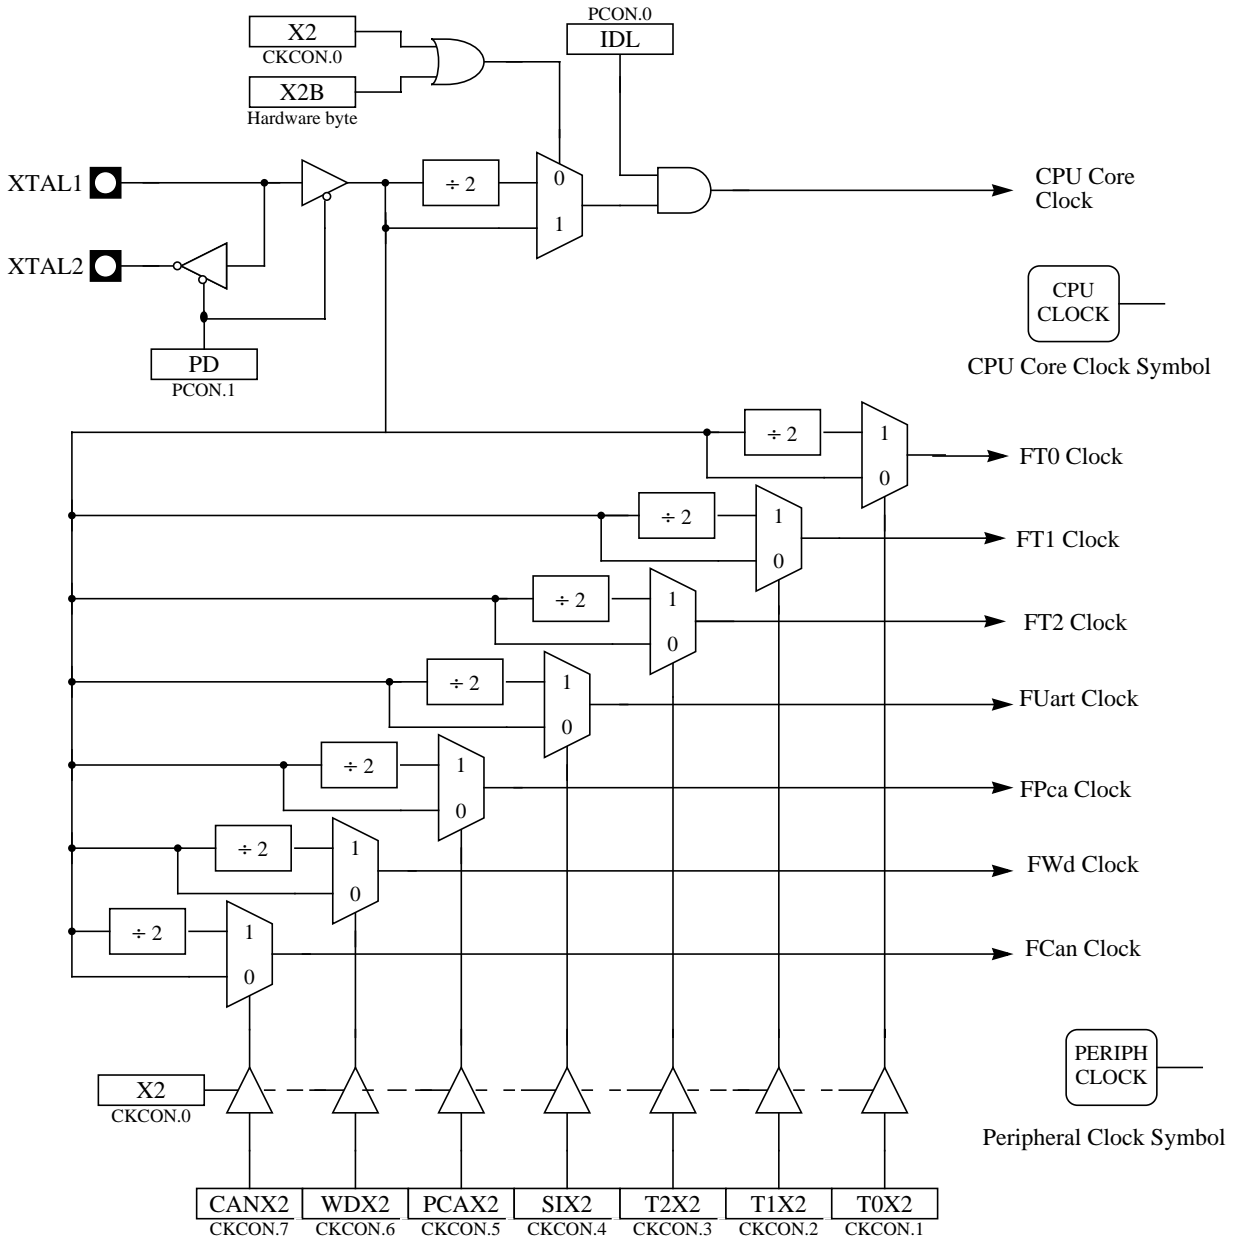 PCON.0
X2
IDL
CKCON.0
X2B
Hardware byte
XTAL1
÷ 2
0
1
CPU Core
Clock
XTAL2
CPU
CLOCK
CPU Core Clock Symbol
PD
PCON.1
÷ 2
1
0
FT0 Clock
÷ 2
1
0
FT1 Clock
÷ 2
1
0
FT2 Clock
÷ 2
1
0
FUart Clock
÷ 2
1
0
FPca Clock
÷ 2
1
0
FWd Clock
÷ 2
1
0
FCan Clock
PERIPH
CLOCK
Peripheral Clock Symbol
X2
CKCON.0
CANX2
CKCON.7
WDX2
CKCON.6
PCAX2
CKCON.5
SIX2
CKCON.4
T2X2
CKCON.3
T1X2
CKCON.2
T0X2
CKCON.1